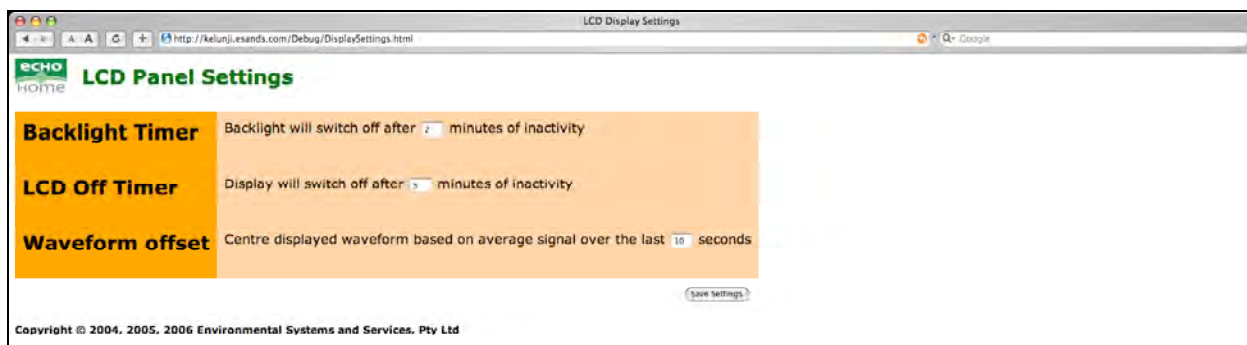 LCD Display Settings
A A C + http://kelunji.esands.com/Debug/DisplaySettings.html Q Google
ECHO
HOME
LCD Panel Settings
Backlight Timer Backlight will switch off after 2 minutes of inactivity
LCD Off Timer Display will switch off after minutes of inactivity
Waveform offset Centre displayed waveform based on average signal over the last 10 seconds
Save Settings
Copyright © 2004, 2005, 2006 Environmental Systems and Services, Pty Ltd